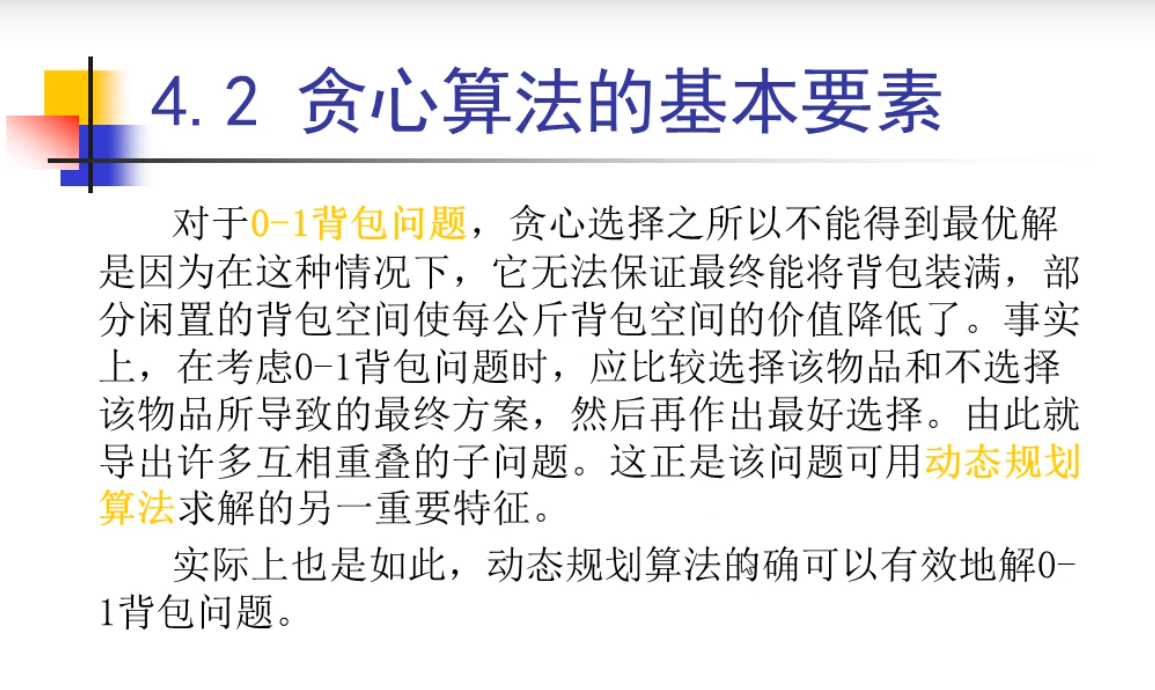 4.2 贪心算法的基本要素
对于0-1背包问题，贪心选择之所以不能得到最优解
是因为在这种情况下，它无法保证最终能将背包装满，部
分闲置的背包空间使每公斤背包空间的价值降低了。事实
上，在考虑0-1背包问题时，应比较选择该物品和不选择
该物品所导致的最终方案，然后再作出最好选择。由此就
导出许多互相重叠的子问题。这正是该问题可用动态规划
算法求解的另一重要特征。
实际上也是如此，动态规划算法的确可以有效地解0-
1背包问题。